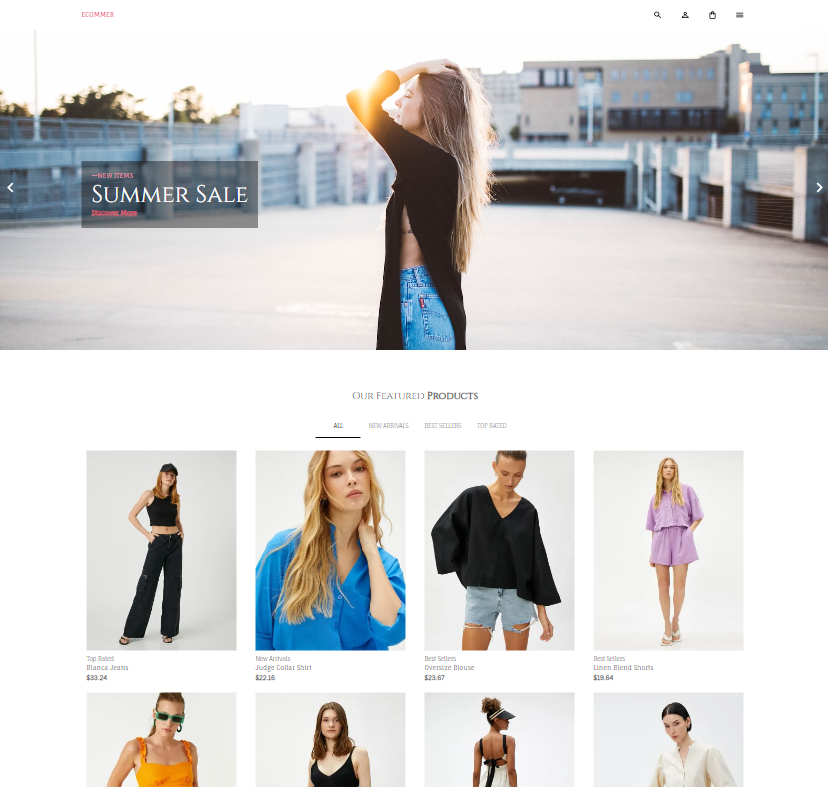 ECOMMER
--NEW ITEMS
Summer Sale
Discover More
Our Featured Products
ALL
NEW ARRIVALS
BEST SELLERS
TOP RATED
Top Rated
Bianca Jeans
$33.24
New Arrivals
Judge Collar Shirt
$22.16
Best Sellers
Oversize Blouse
$23.67
Best Sellers
Linen Blend Shorts
$19.64